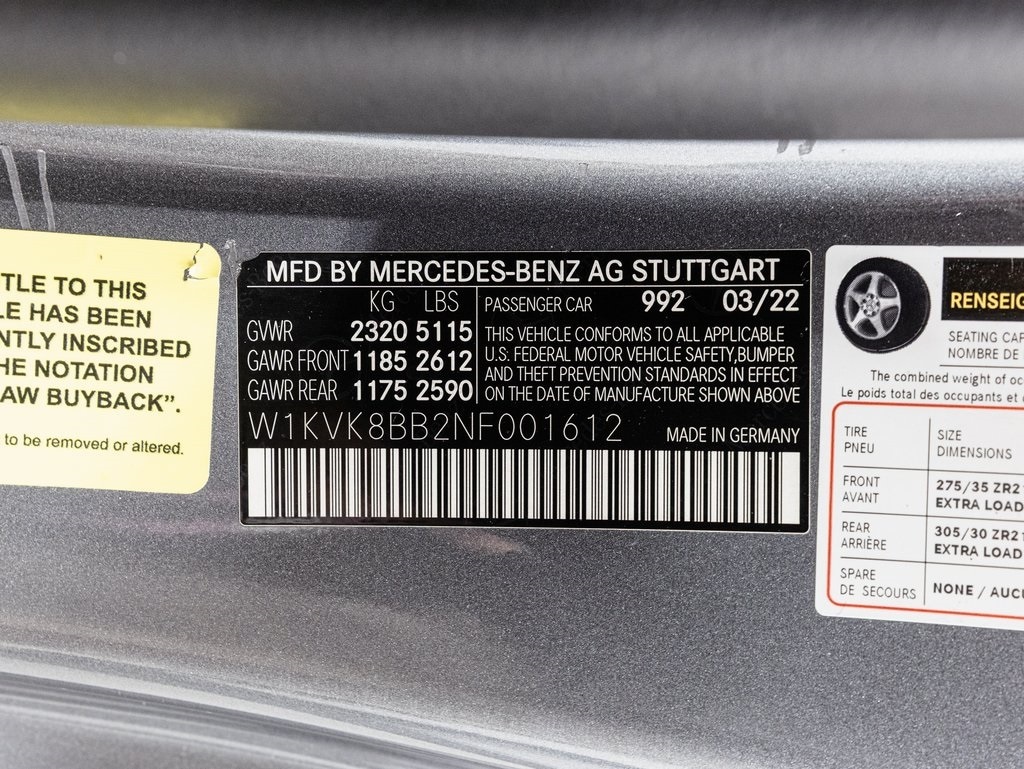 TLE TO THIS
LE HAS BEEN
NTLY INSCRIBED
HE NOTATION
AW BUYBACK".
to be removed or altered.
MFD BY MERCEDES-BENZ AG STUTTGART
KG LBS
GVWR 2320 5115
GAWR FRONT 1185 2612
GAWR REAR 1175 2590
PASSENGER CAR 992 03/22
THIS VEHICLE CONFORMS TO ALL APPLICABLE
U.S. FEDERAL MOTOR VEHICLE SAFETY,BUMPER
AND THEFT PREVENTION STANDARDS IN EFFECT
ON THE DATE OF MANUFACTURE SHOWN ABOVE
W1KVK8BB2NF001612 MADE IN GERMANY
RENSEIG
SEATING CAP
NOMBRE DE
The combined weight of oc
Le poids total des occupants et c
TIRE SIZE
PNEU DIMENSIONS
FRONT 275/35 ZR21
AVANT EXTRA LOAD
REAR 305/30 ZR21
ARRIÈRE EXTRA LOAD
SPARE
DE SECOURS NONE / AUCU